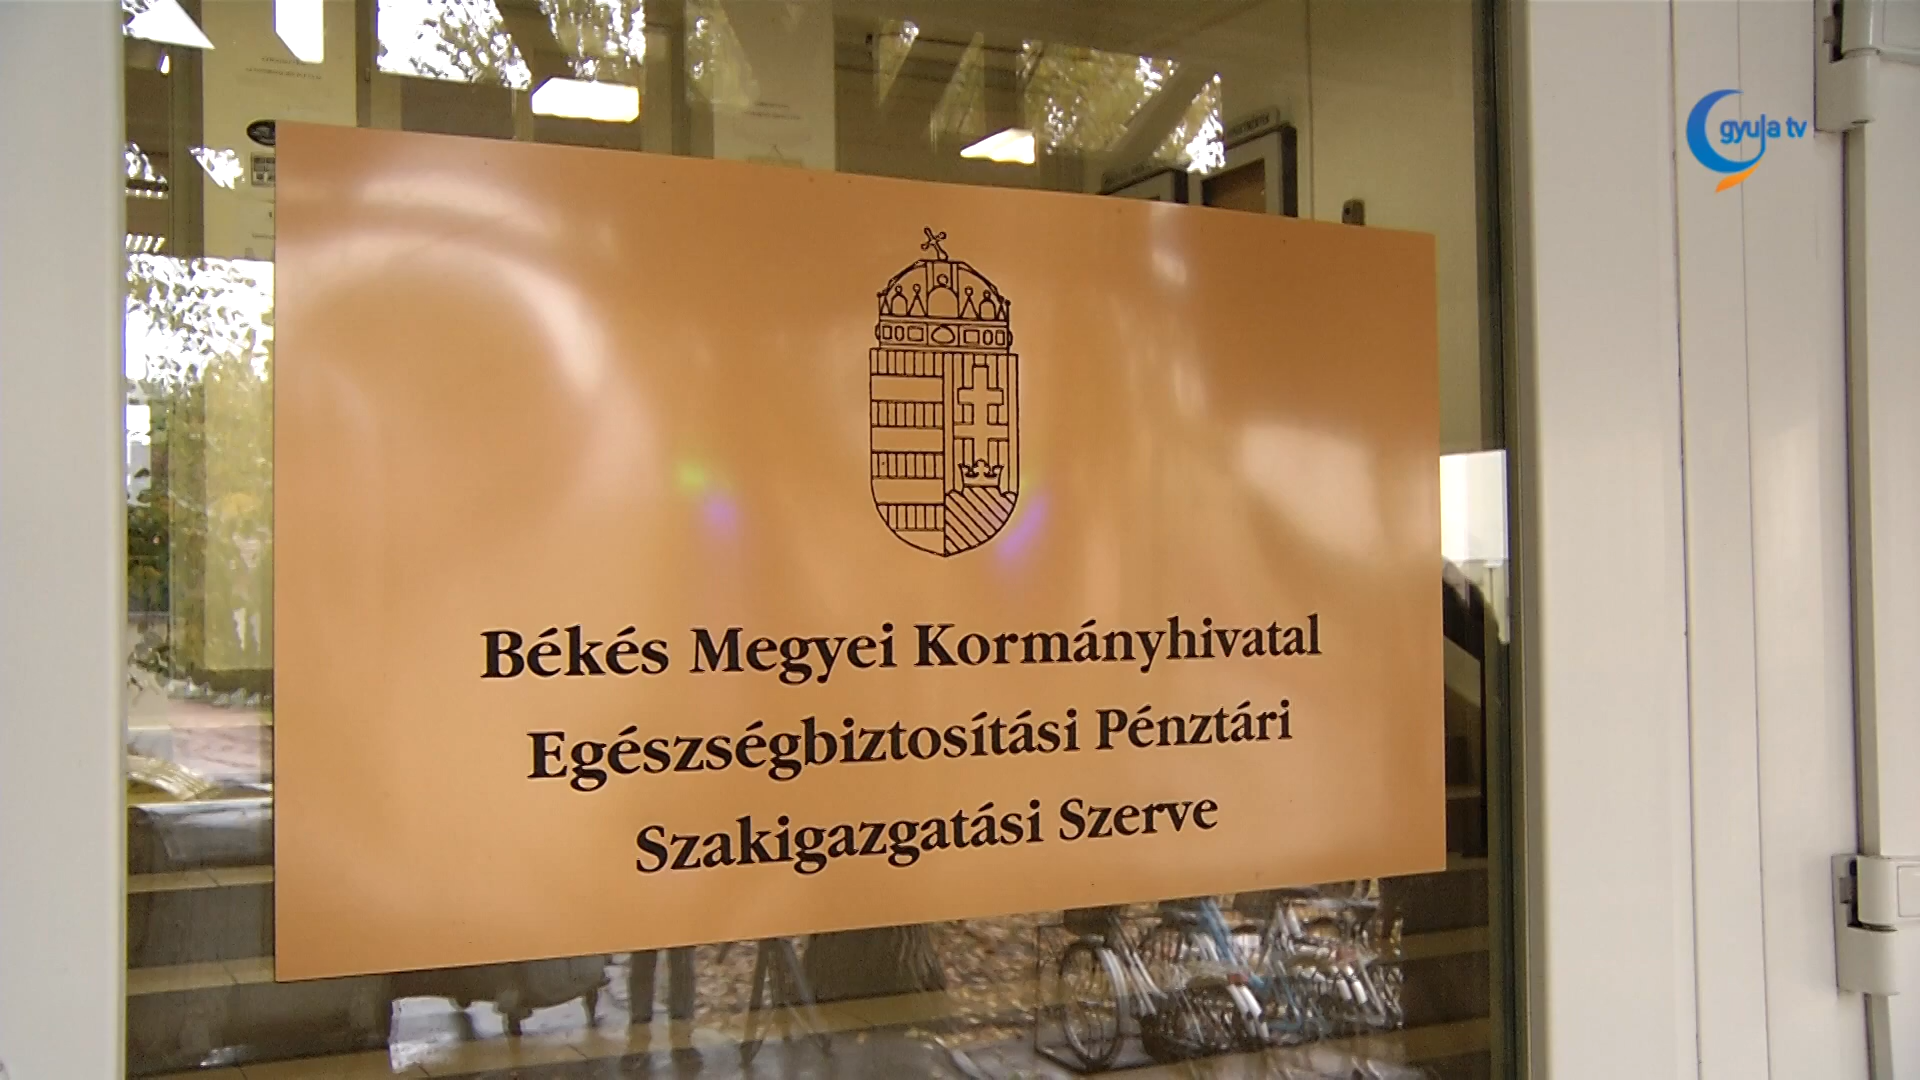 gyula tv
Békés Megyei Kormányhivatal
Egészségbiztosítási Pénztári
Szakigazgatási Szerve